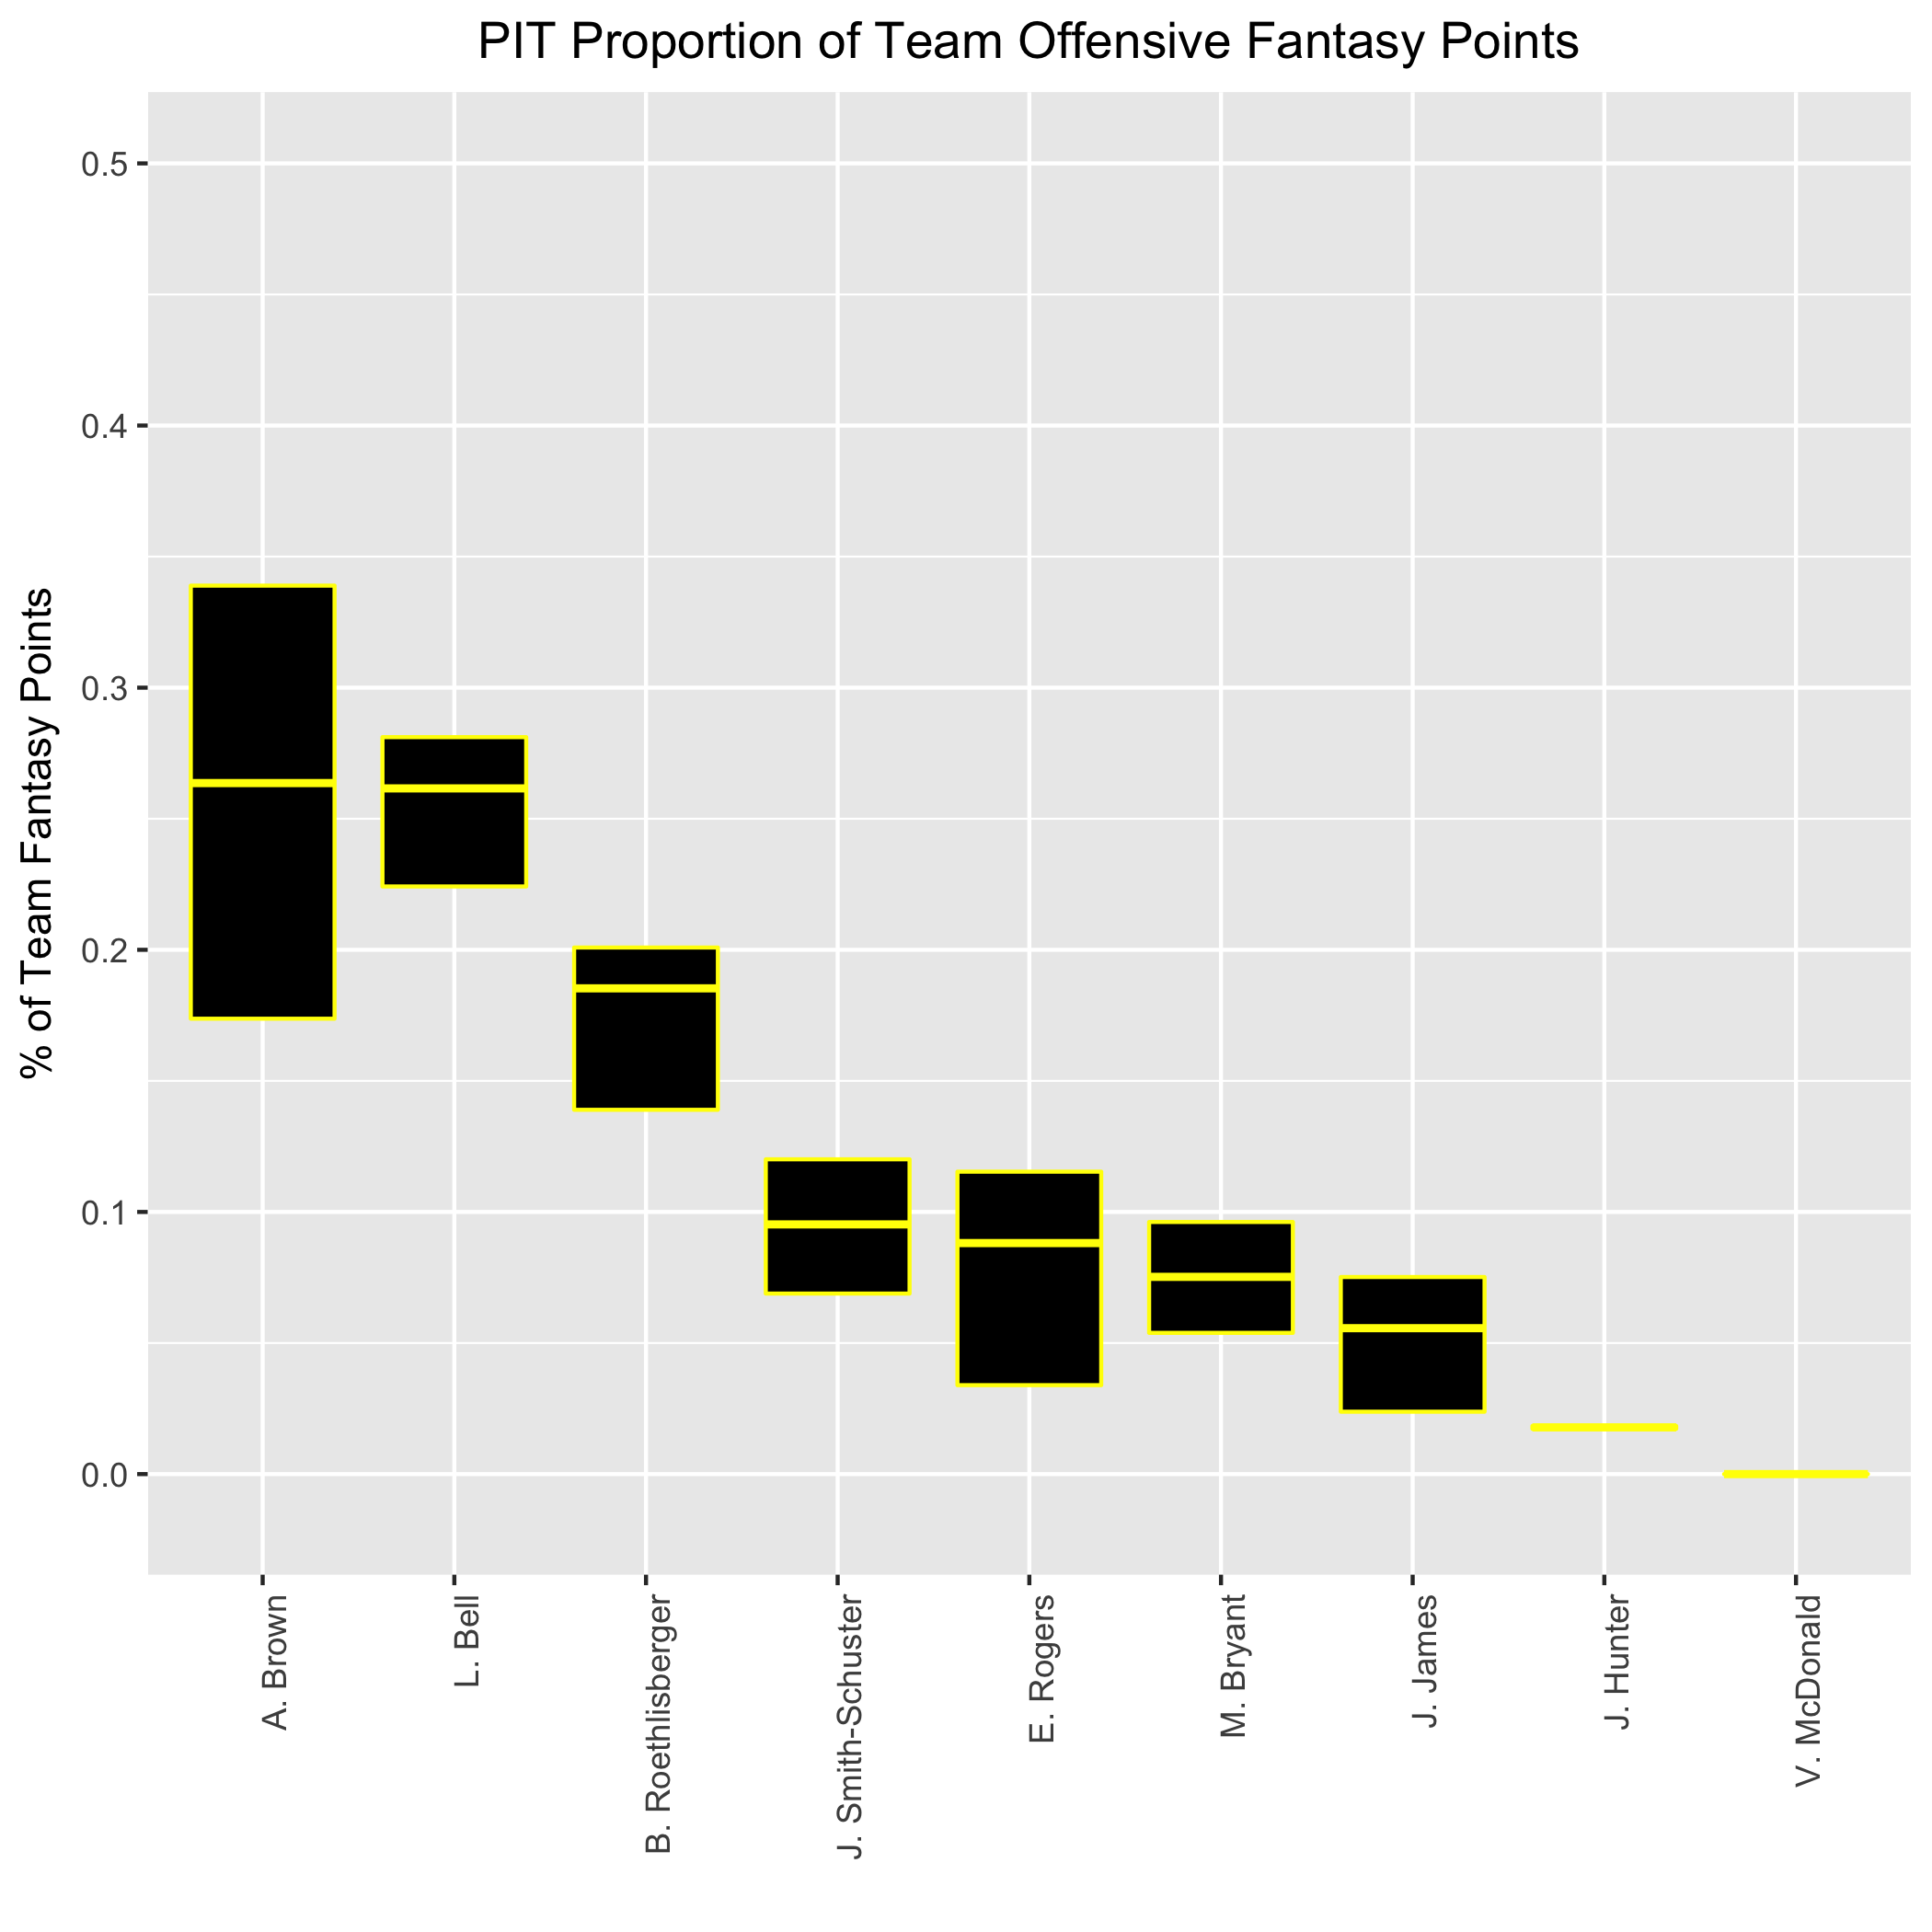 PIT Proportion of Team Offensive Fantasy Points
% of Team Fantasy Points
0.5
0.4
0.3
0.2
0.1
0.0
A. Brown
L. Bell
B. Roethlisberger
J. Smith-Schuster
E. Rogers
M. Bryant
J. James
J. Hunter
V. McDonald